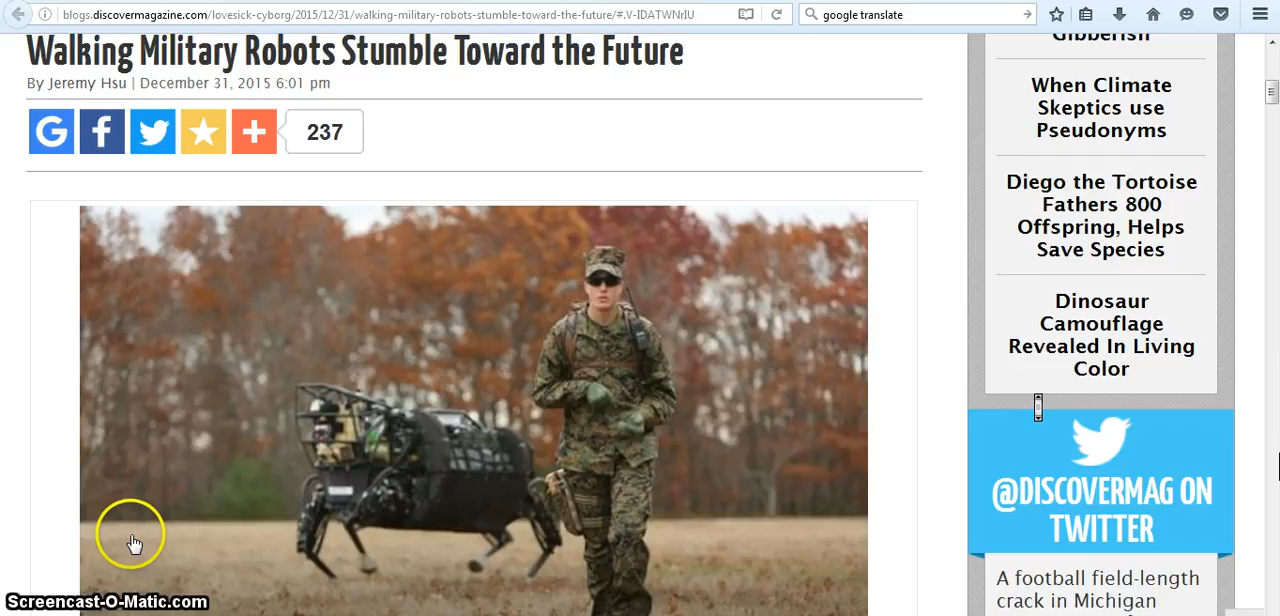 blogs.discovermagazine.com/lovesick-cyborg/2015/12/31/walking-military-robots-stumble-toward-the-future/#.V-IDATWNrIU
google translate
Walking Military Robots Stumble Toward the Future
By Jeremy Hsu | December 31, 2015 6:01 pm
G f + 237
Gibberish
When Climate
Skeptics use
Pseudonyms
Diego the Tortoise
Fathers 800
Offspring, Helps
Save Species
Dinosaur
Camouflage
Revealed In Living
Color
@DISCOVERMAG ON
TWITTER
A football field-length
crack in Michigan
Screencast-O-Matic.com